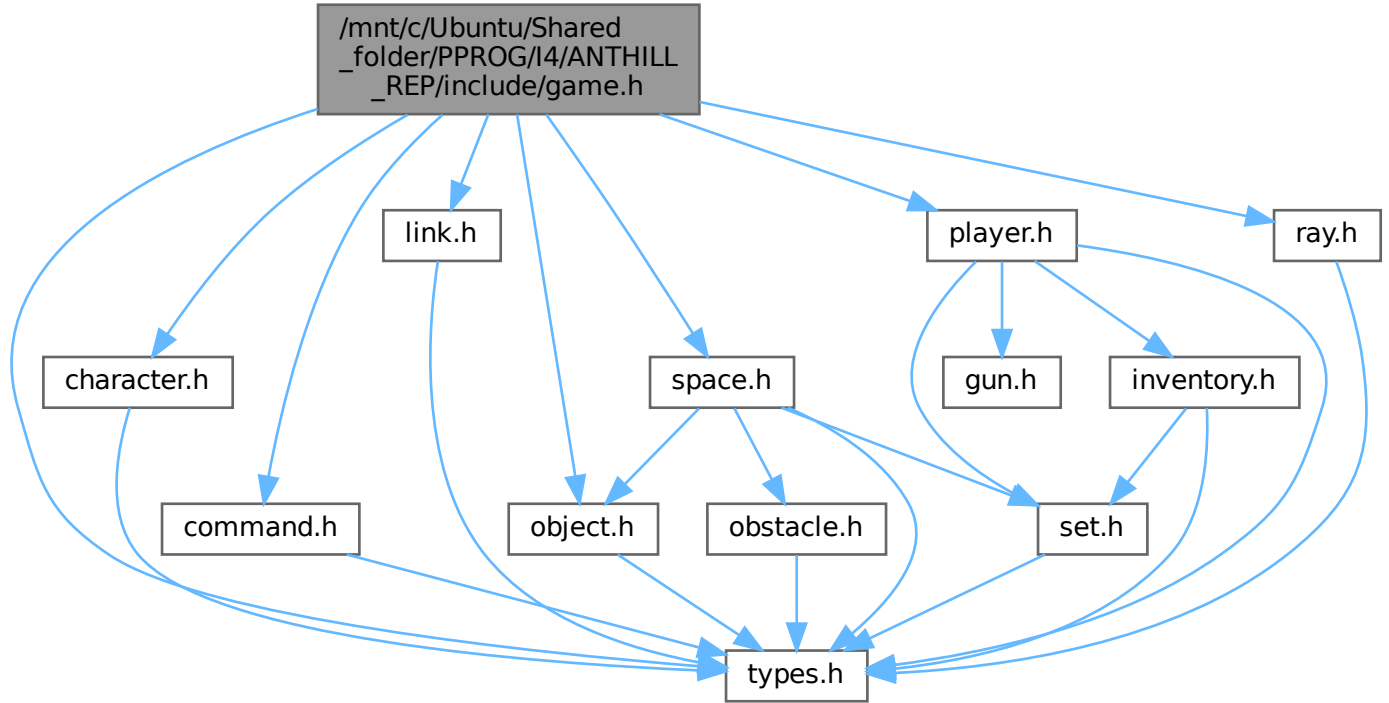 /mnt/c/Ubuntu/Shared
_folder/PPROG/I4/ANTHILL
_REP/include/game.h
link.h
player.h
ray.h
character.h
space.h
gun.h
inventory.h
command.h
object.h
obstacle.h
set.h
types.h